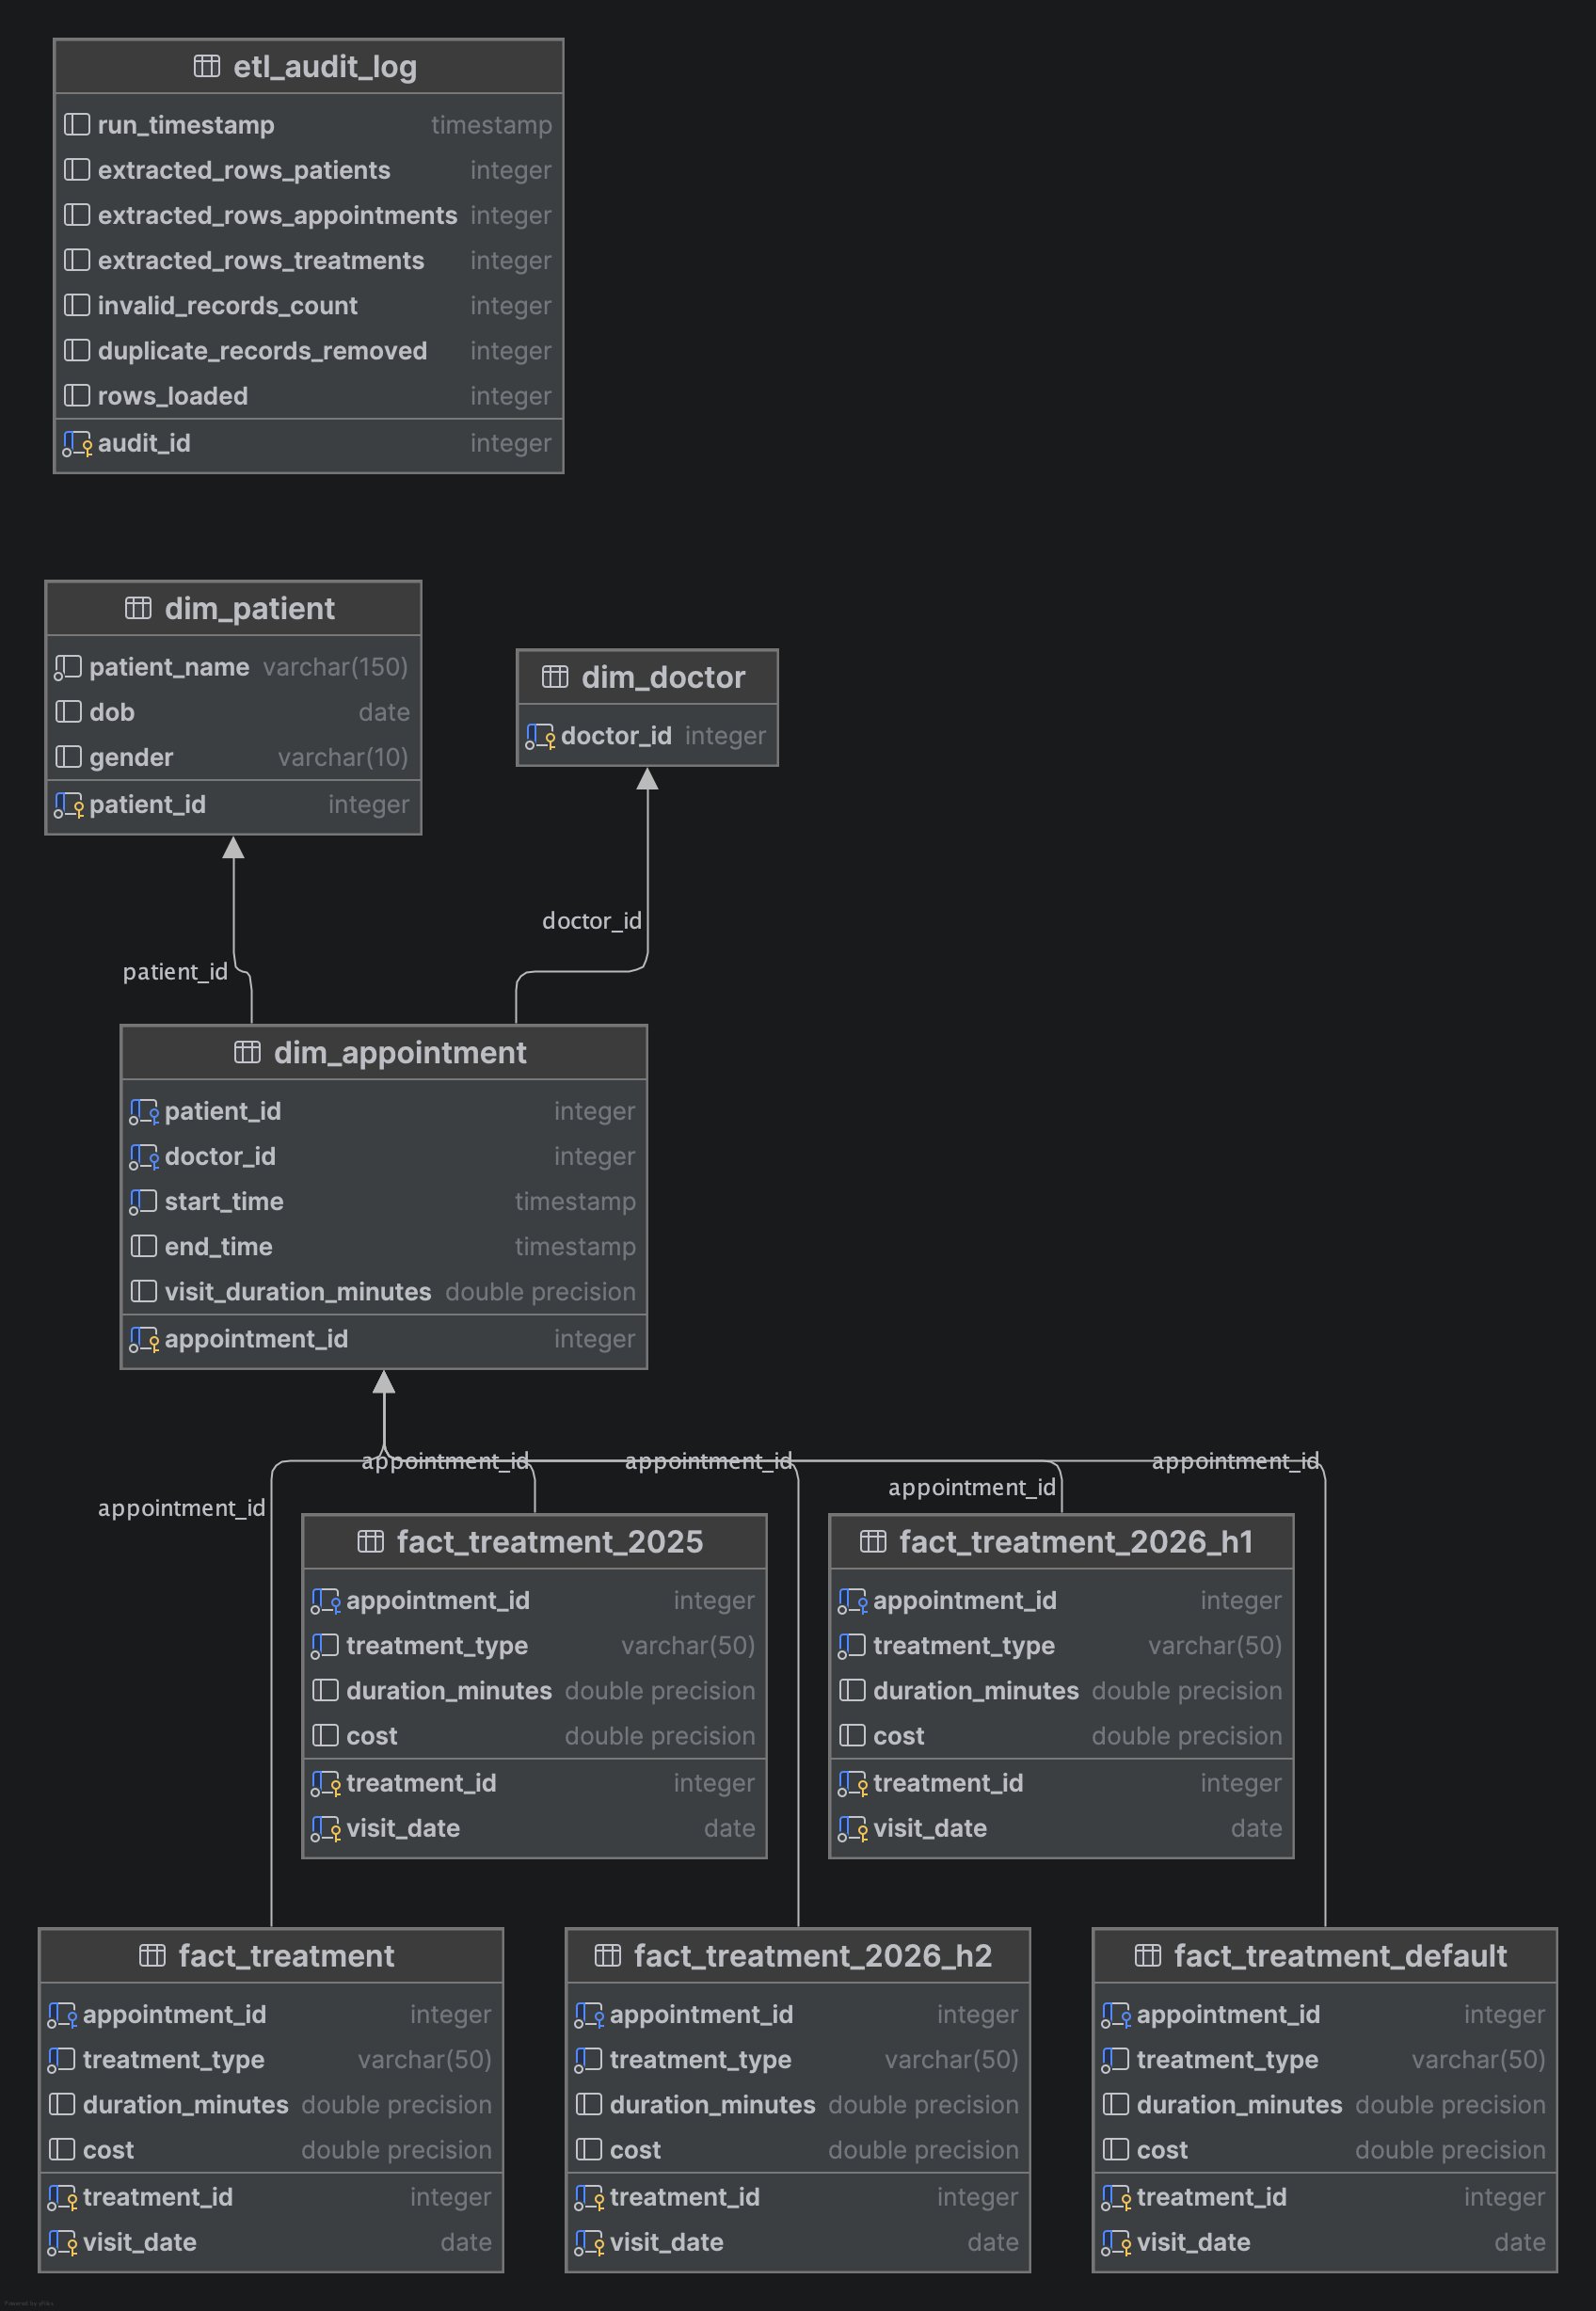 etl_audit_log
run_timestamp timestamp
extracted_rows_patients integer
extracted_rows_appointments integer
extracted_rows_treatments integer
invalid_records_count integer
duplicate_records_removed integer
rows_loaded integer
audit_id integer
dim_patient
patient_name varchar(150)
dob date
gender varchar(10)
patient_id integer
dim_doctor
doctor_id integer
doctor_id
patient_id
dim_appointment
patient_id integer
doctor_id integer
start_time timestamp
end_time timestamp
visit_duration_minutes double precision
appointment_id integer
appointment_id appointment_id appointment_id
appointment_id
appointment_id
fact_treatment_2025
appointment_id integer
treatment_type varchar(50)
duration_minutes double precision
cost double precision
treatment_id integer
visit_date date
fact_treatment_2026_h1
appointment_id integer
treatment_type varchar(50)
duration_minutes double precision
cost double precision
treatment_id integer
visit_date date
fact_treatment
appointment_id integer
treatment_type varchar(50)
duration_minutes double precision
cost double precision
treatment_id integer
visit_date date
fact_treatment_2026_h2
appointment_id integer
treatment_type varchar(50)
duration_minutes double precision
cost double precision
treatment_id integer
visit_date date
fact_treatment_default
appointment_id integer
treatment_type varchar(50)
duration_minutes double precision
cost double precision
treatment_id integer
visit_date date
Powered by yFiles